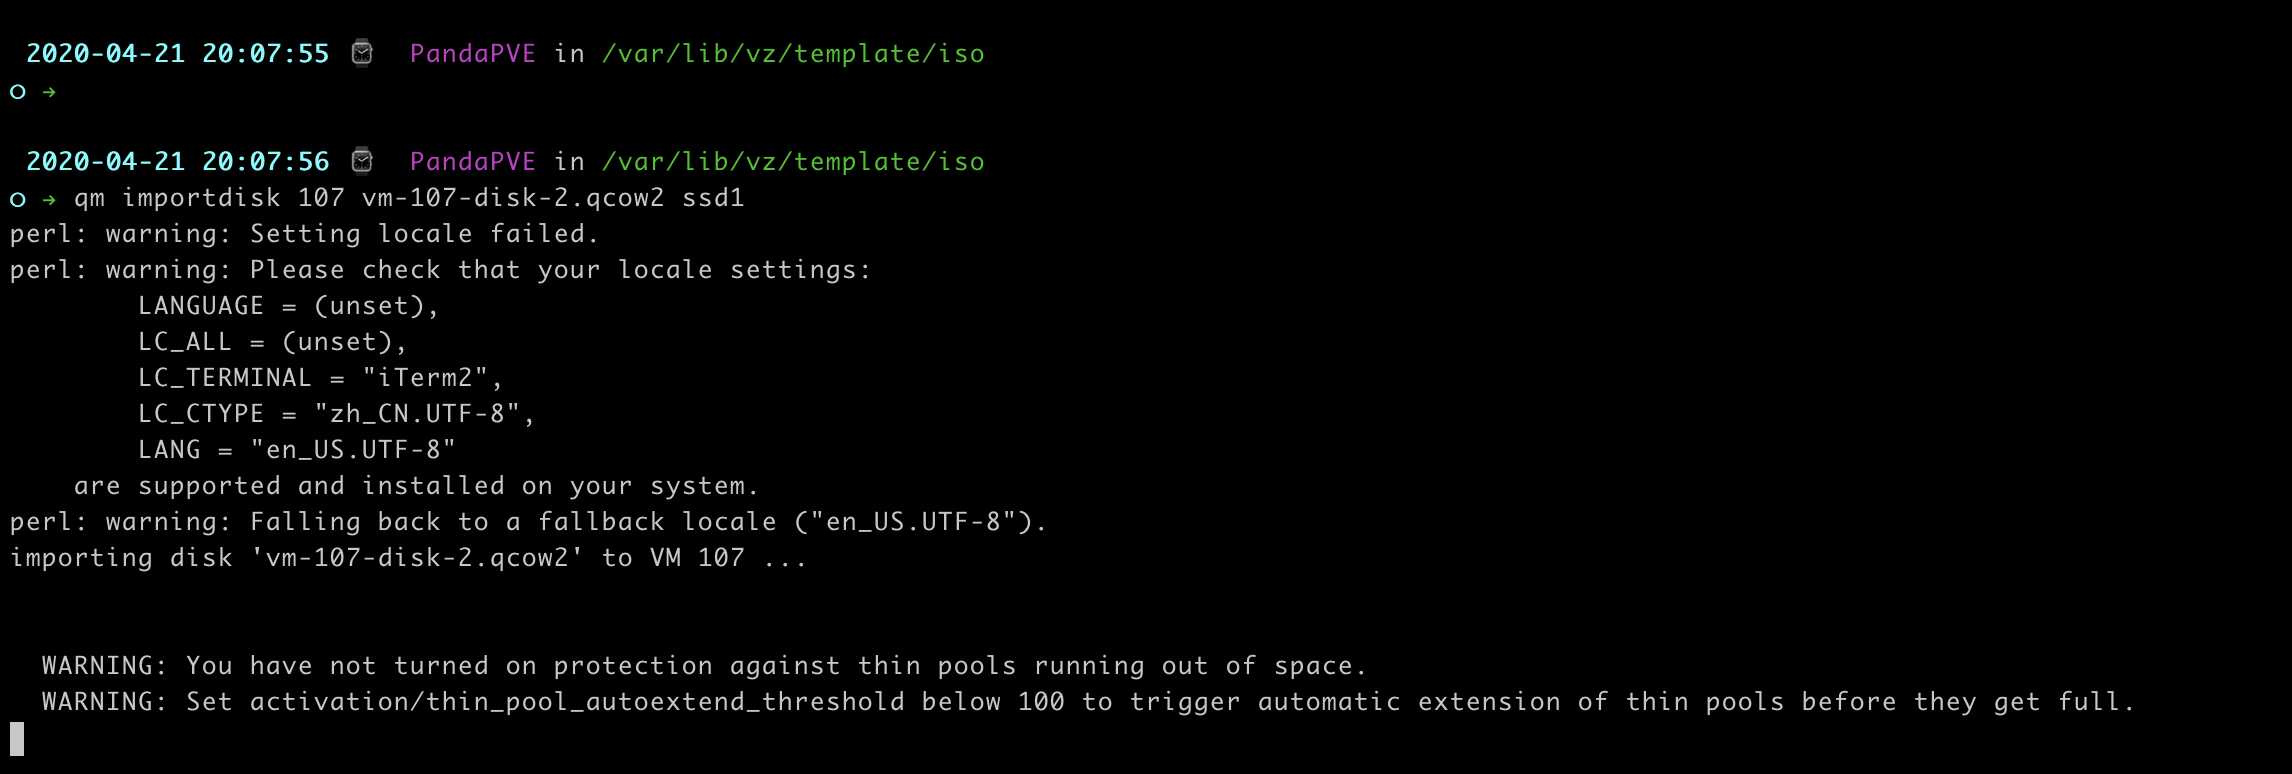 2020-04-21 20:07:55 ⌚ PandaPVE in /var/lib/vz/template/iso
○ →
2020-04-21 20:07:56 ⌚ PandaPVE in /var/lib/vz/template/iso
○ → qm importdisk 107 vm-107-disk-2.qcow2 ssd1
perl: warning: Setting locale failed.
perl: warning: Please check that your locale settings:
LANGUAGE = (unset),
LC_ALL = (unset),
LC_TERMINAL = "iTerm2",
LC_CTYPE = "zh_CN.UTF-8",
LANG = "en_US.UTF-8"
are supported and installed on your system.
perl: warning: Falling back to a fallback locale ("en_US.UTF-8").
importing disk 'vm-107-disk-2.qcow2' to VM 107 ...
WARNING: You have not turned on protection against thin pools running out of space.
WARNING: Set activation/thin_pool_autoextend_threshold below 100 to trigger automatic extension of thin pools before they get full.